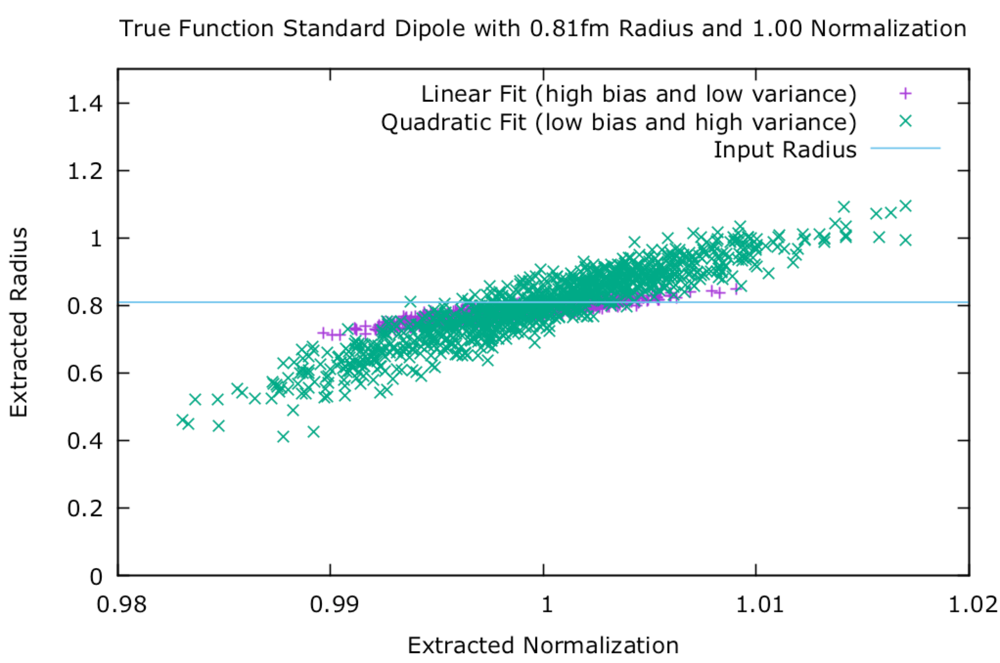 True Function Standard Dipole with 0.81fm Radius and 1.00 Normalization
Linear Fit (high bias and low variance)
Quadratic Fit (low bias and high variance)
Input Radius
1.4
1.2
1
0.8
0.6
0.4
0.2
0
Extracted Radius
0.98 0.99 1 1.01 1.02
Extracted Normalization